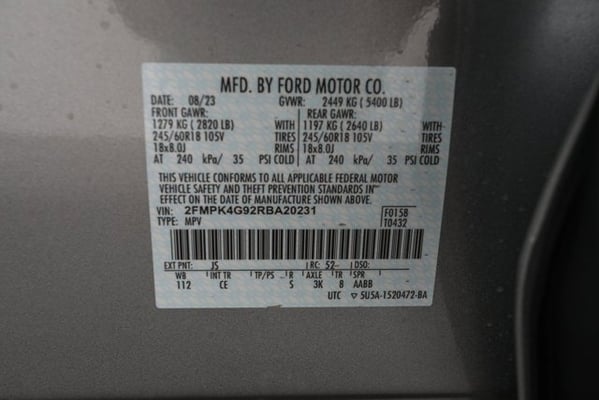 MFD. BY FORD MOTOR CO.
DATE: 08/23 GVWR: 2449 KG ( 5400 LB)
FRONT GAWR: REAR GAWR:
1279 KG ( 2820 LB) WITH 1197 KG ( 2640 LB) WITH
245/60R18 105V TIRES 245/60R18 105V TIRES
18x8.0J RIMS 18x8.0J RIMS
AT 240 kPa/ 35 PSI COLD AT 240 kPa/ 35 PSI COLD
THIS VEHICLE CONFORMS TO ALL APPLICABLE FEDERAL MOTOR
VEHICLE SAFETY AND THEFT PREVENTION STANDARDS IN
EFFECT ON THE DATE OF MANUFACTURE SHOWN ABOVE.
VIN: 2FMPK4G92RBA20231 F0158
TYPE: MPV T0432
EXT PNT: JS RC: 52 DSO:
WB INT TR TP/PS R AXLE TR SPR
112 CE S 3K 8 AABB
UTC ▽ 5U5A-1520472-BA